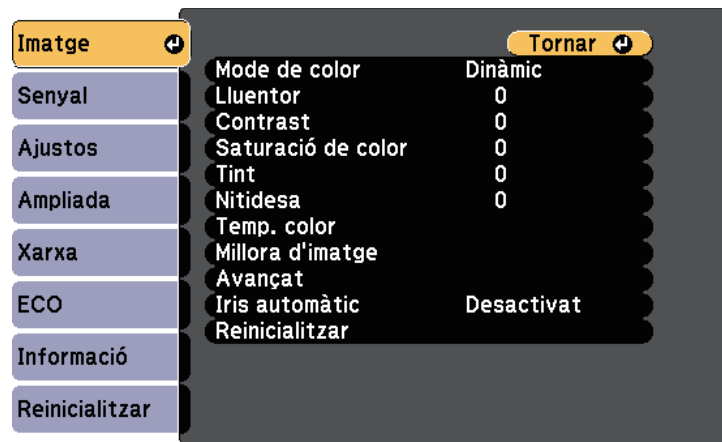 Imatge
Senyal
Ajustos
Ampliada
Xarxa
ECO
Informació
Reinicialitzar
Tornar
Mode de color Dinàmic
Lluentor 0
Contrast 0
Saturació de color 0
Tint 0
Nitidesa 0
Temp. color
Millora d'imatge
Avançat
Iris automàtic Desactivat
Reinicialitzar